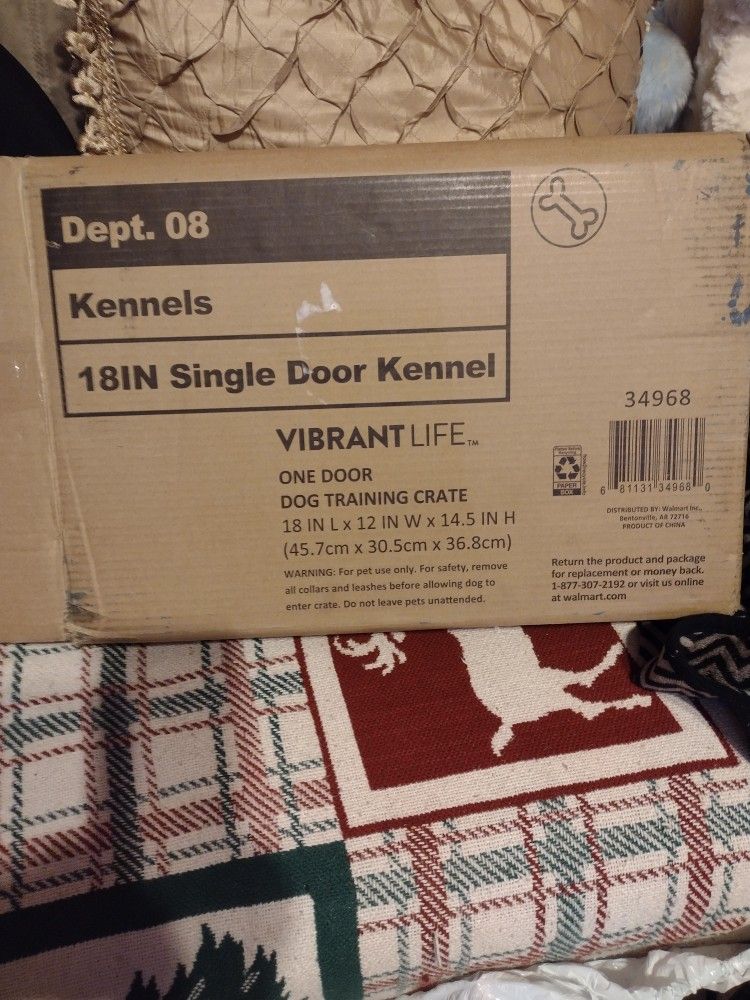 Dept. 08
Kennels
18IN Single Door Kennel
VIBRANT LIFE™
ONE DOOR
DOG TRAINING CRATE
18 IN L x 12 IN W x 14.5 IN H
(45.7cm x 30.5cm x 36.8cm)
WARNING: For pet use only. For safety, remove
all collars and leashes before allowing dog to
enter crate. Do not leave pets unattended.
34968
6 81131 34968 0
PAPER
BOX
DISTRIBUTED BY: Walmart Inc.,
Bentonville, AR 72716
PRODUCT OF CHINA
Return the product and package
for replacement or money back.
1-877-307-2192 or visit us online
at walmart.com